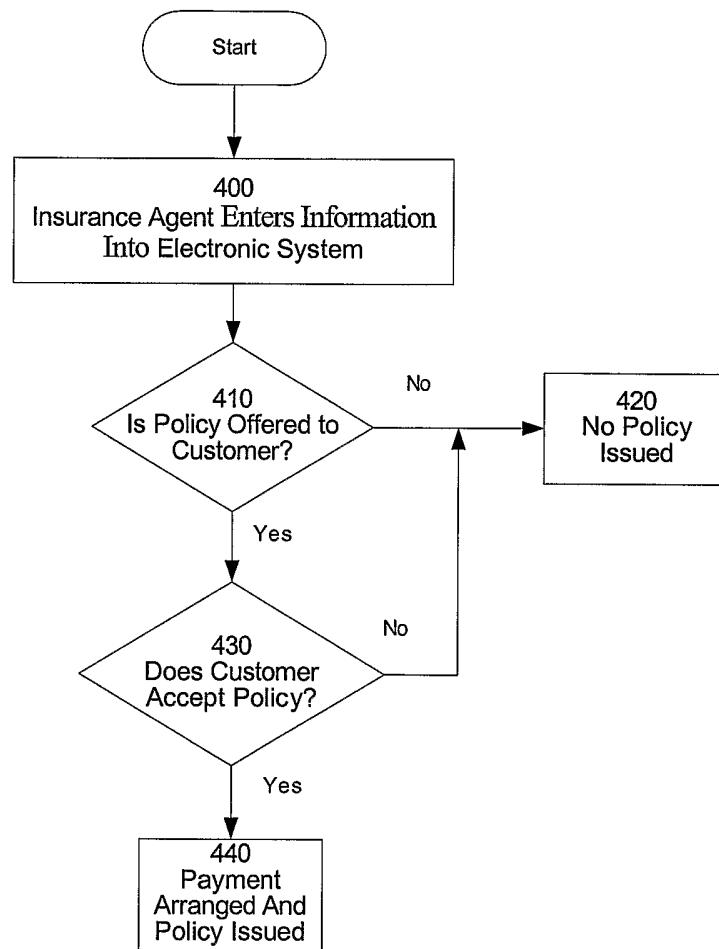 Start
400
Insurance Agent Enters Information
Into Electronic System
410
Is Policy Offered to
Customer?
No
420
No Policy
Issued
Yes
430
Does Customer
Accept Policy?
No
Yes
440
Payment
Arranged And
Policy Issued